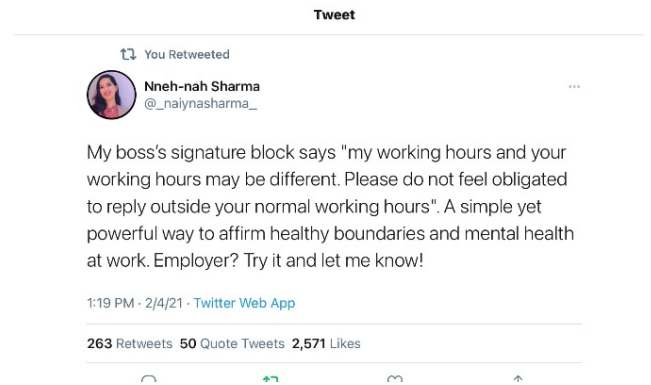 Tweet
You Retweeted
Nneh-nah Sharma
@_naiynasharma_
My boss's signature block says "my working hours and your
working hours may be different. Please do not feel obligated
to reply outside your normal working hours". A simple yet
powerful way to affirm healthy boundaries and mental health
at work. Employer? Try it and let me know!
1:19 PM · 2/4/21 · Twitter Web App
263 Retweets 50 Quote Tweets 2,571 Likes